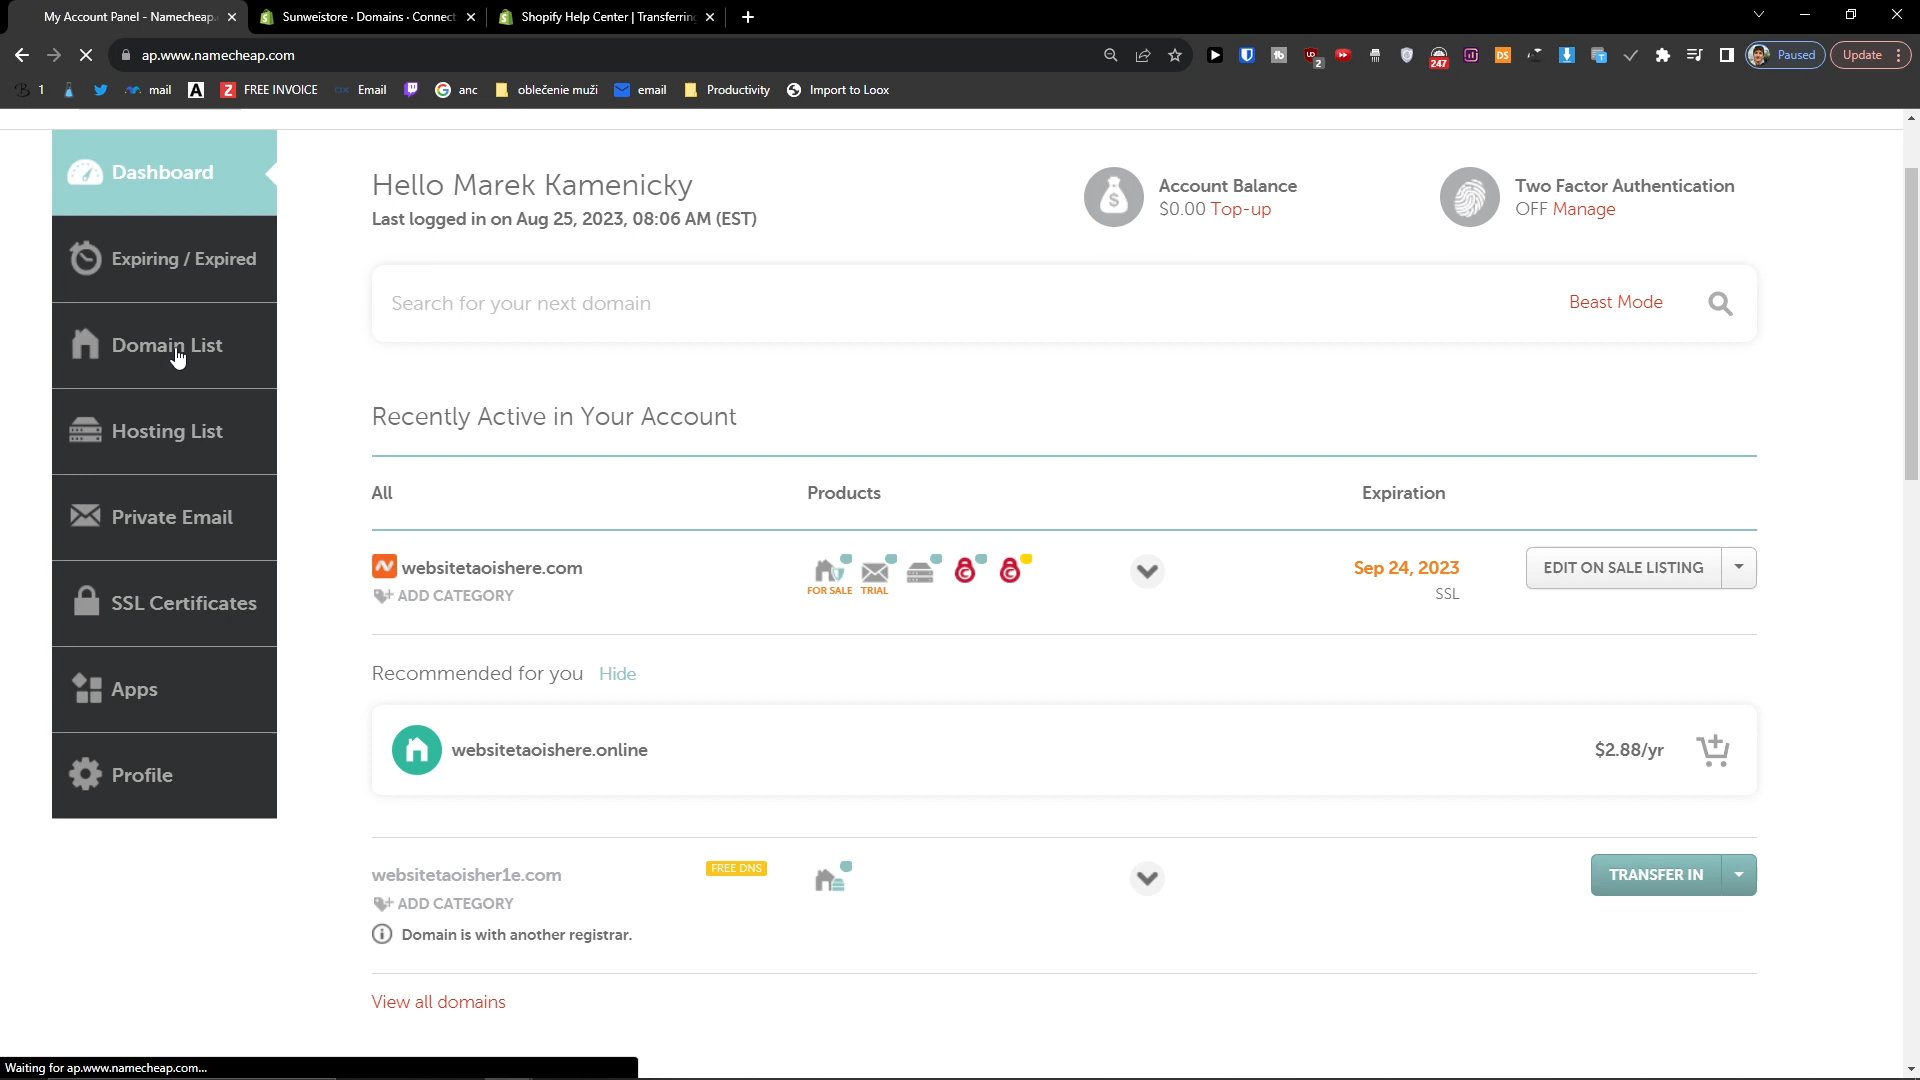 My Account Panel - Namecheap.
Sunweistore · Domains · Connect
Shopify Help Center | Transferring
ap.www.namecheap.com
2
247
DS
Paused
Update
1
mail
A
Z FREE INVOICE
Email
anc
oblečenie muži
email
Productivity
Import to Loox
Dashboard
Expiring / Expired
Domain List
Hosting List
Private Email
SSL Certificates
Apps
Profile
Hello Marek Kamenicky
Last logged in on Aug 25, 2023, 08:06 AM (EST)
Account Balance
$0.00 Top-up
Two Factor Authentication
OFF Manage
Search for your next domain
Beast Mode
Recently Active in Your Account
All
Products
Expiration
websitetaoishere.com
ADD CATEGORY
FOR SALE
TRIAL
Sep 24, 2023
SSL
EDIT ON SALE LISTING
Recommended for you Hide
websitetaoishere.online
$2.88/yr
websitetaoisher1e.com
FREE DNS
ADD CATEGORY
Domain is with another registrar.
TRANSFER IN
View all domains
Waiting for ap.www.namecheap.com...